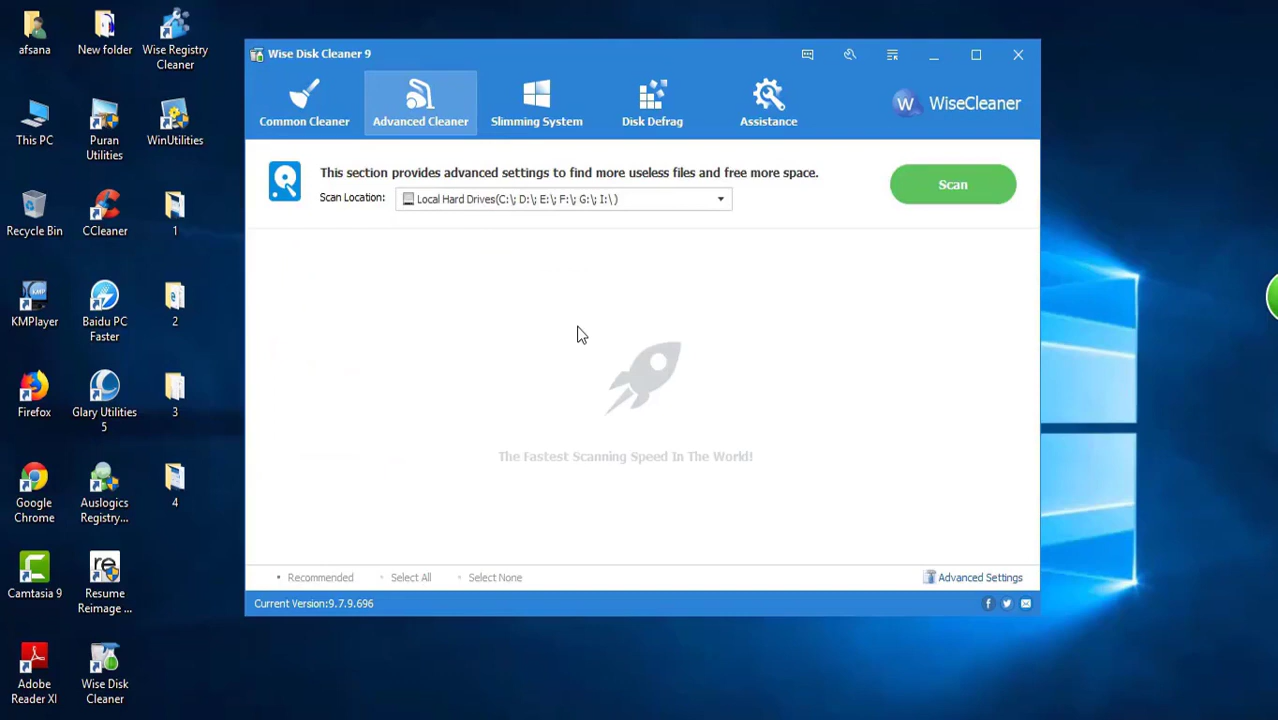 afsana
New folder
Wise Registry
Cleaner
This PC
Puran
Utilities
WinUtilities
Recycle Bin
CCleaner
1
KMPlayer
Baidu PC
Faster
2
Firefox
Glary Utilities
5
3
Google
Chrome
Auslogics
Registry...
4
Camtasia 9
re
Resume
Reimage ...
Adobe
Reader XI
Wise Disk
Cleaner
Wise Disk Cleaner 9
Common Cleaner
Advanced Cleaner
Slimming System
Disk Defrag
Assistance
W WiseCleaner
This section provides advanced settings to find more useless files and free more space.
Scan Location:
Local Hard Drives(C:\; D:\; E:\; F:\; G:\; I:\)
Scan
The Fastest Scanning Speed In The World!
Recommended
Select All
Select None
Advanced Settings
Current Version:9.7.9.696